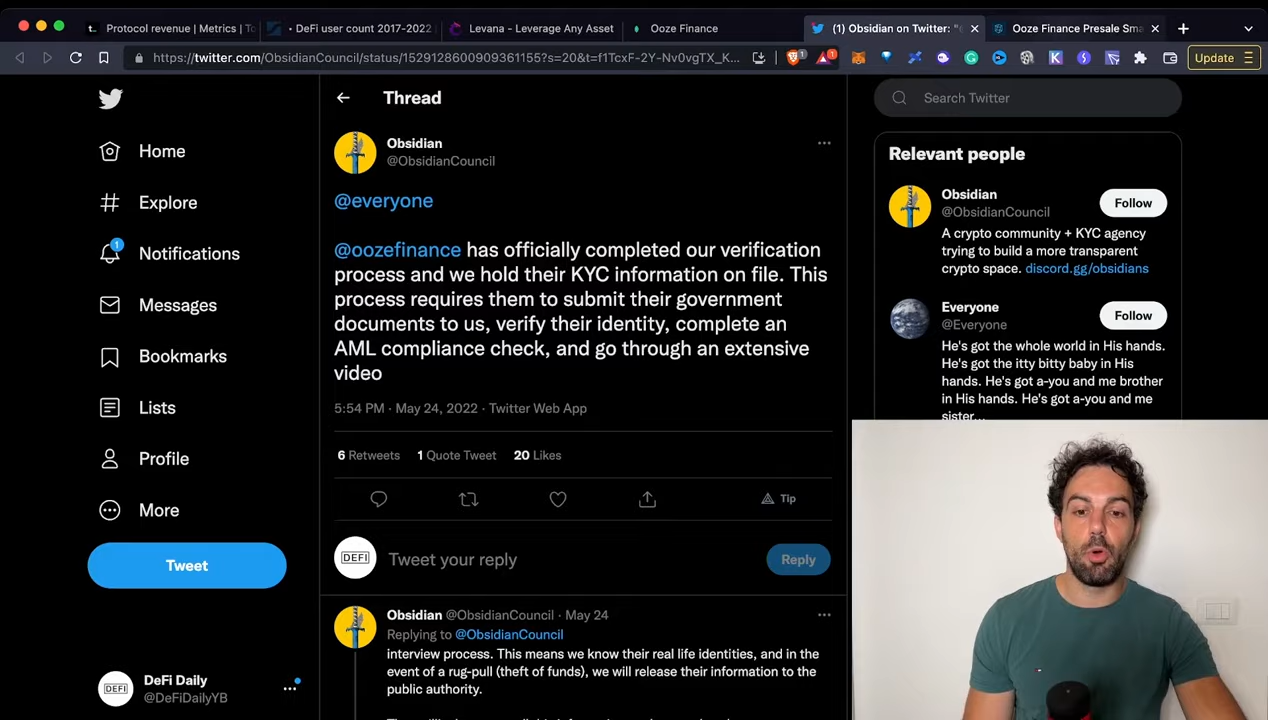 Protocol revenue | Metrics | To
DeFi user count 2017-2022
Levana - Leverage Any Asset
Ooze Finance
(1) Obsidian on Twitter: "
Ooze Finance Presale Sma
https://twitter.com/ObsidianCouncil/status/1529128600909361155?s=20&t=f1TcxF-2Y-Nv0vgTX_K...
Update
Home
Explore
1
Notifications
Messages
Bookmarks
Lists
Profile
More
Tweet
DEFI
DeFi Daily
@DeFiDailyYB
Thread
Obsidian
@ObsidianCouncil
@everyone
@oozefinance has officially completed our verification
process and we hold their KYC information on file. This
process requires them to submit their government
documents to us, verify their identity, complete an
AML compliance check, and go through an extensive
video
5:54 PM · May 24, 2022 · Twitter Web App
6 Retweets 1 Quote Tweet 20 Likes
Tip
DEFI
Tweet your reply
Reply
Obsidian @ObsidianCouncil · May 24
Replying to @ObsidianCouncil
interview process. This means we know their real life identities, and in the
event of a rug-pull (theft of funds), we will release their information to the
public authority.
Search Twitter
Relevant people
Obsidian
@ObsidianCouncil
Follow
A crypto community + KYC agency
trying to build a more transparent
crypto space. discord.gg/obsidians
Everyone
@Everyone
Follow
He's got the whole world in His hands.
He's got the itty bitty baby in His
hands. He's got a-you and me brother
in His hands. He's got a-you and me
sister...